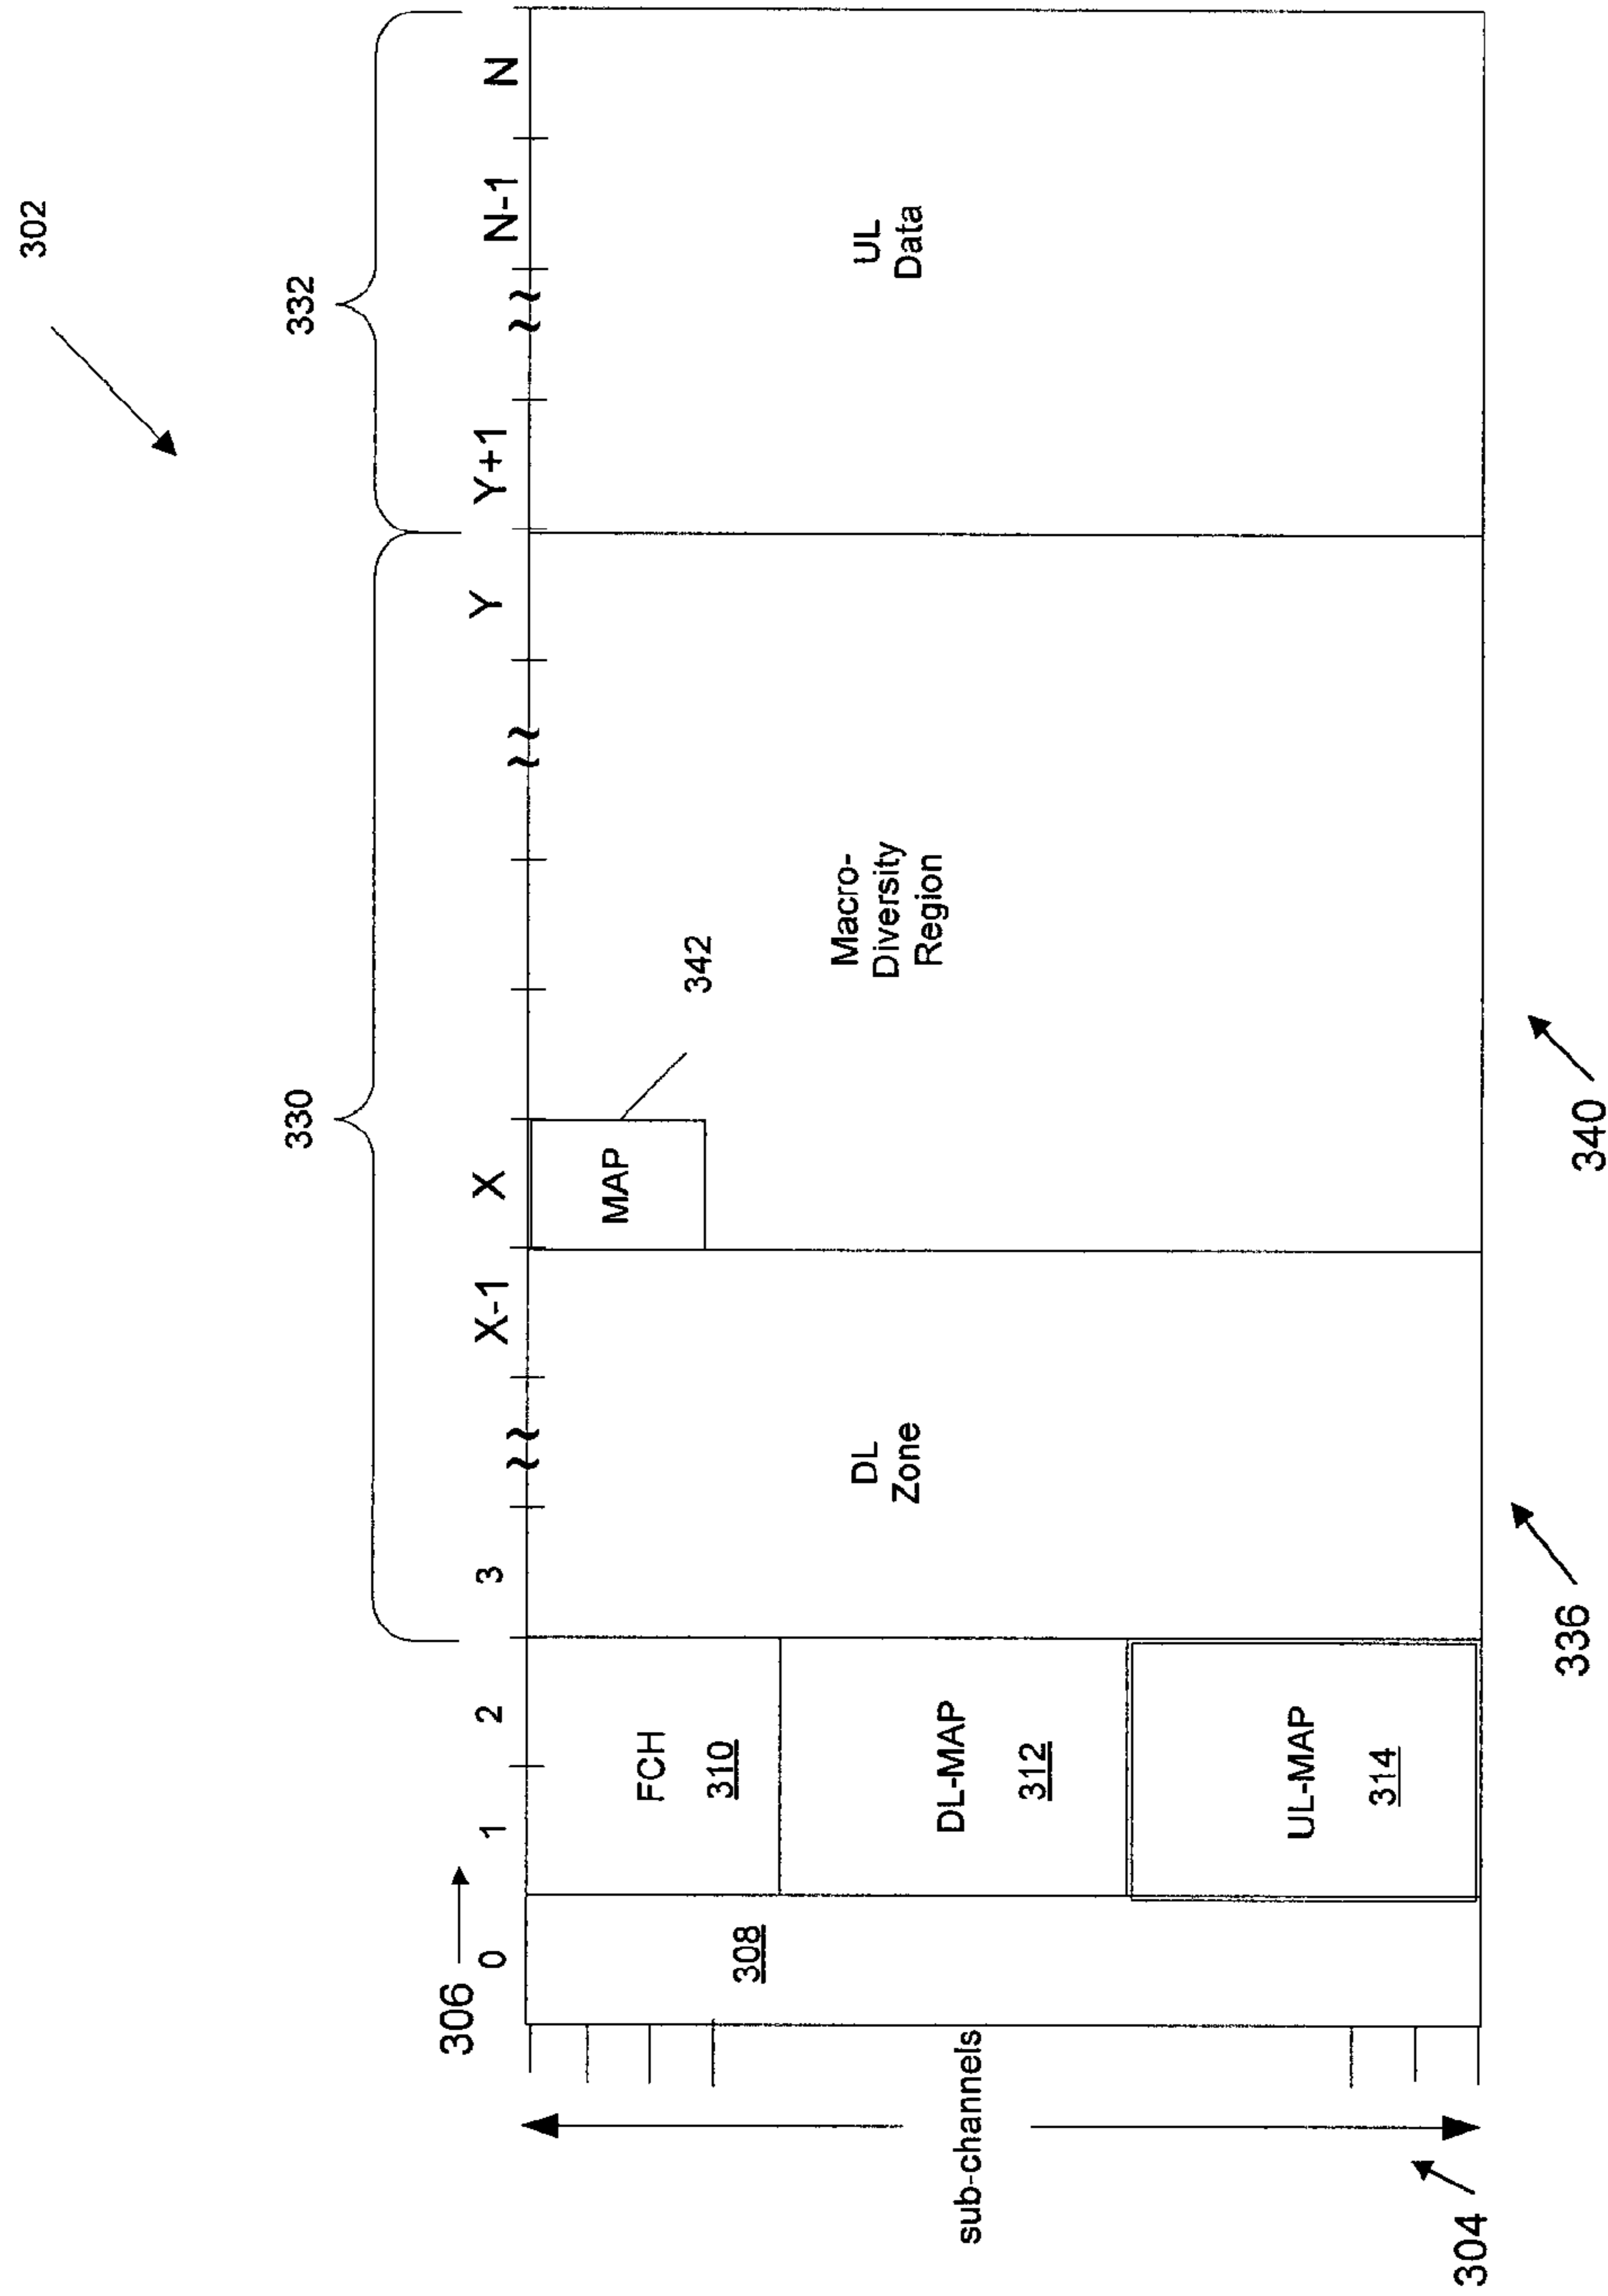 302
330
332
306
0
1
2
3
X-1
X
Y
Y+1
N-1
N
308
FCH
310
DL-MAP
312
UL-MAP
314
DL
Zone
MAP
342
Macro-
Diversity
Region
UL
Data
sub-channels
304
336
340